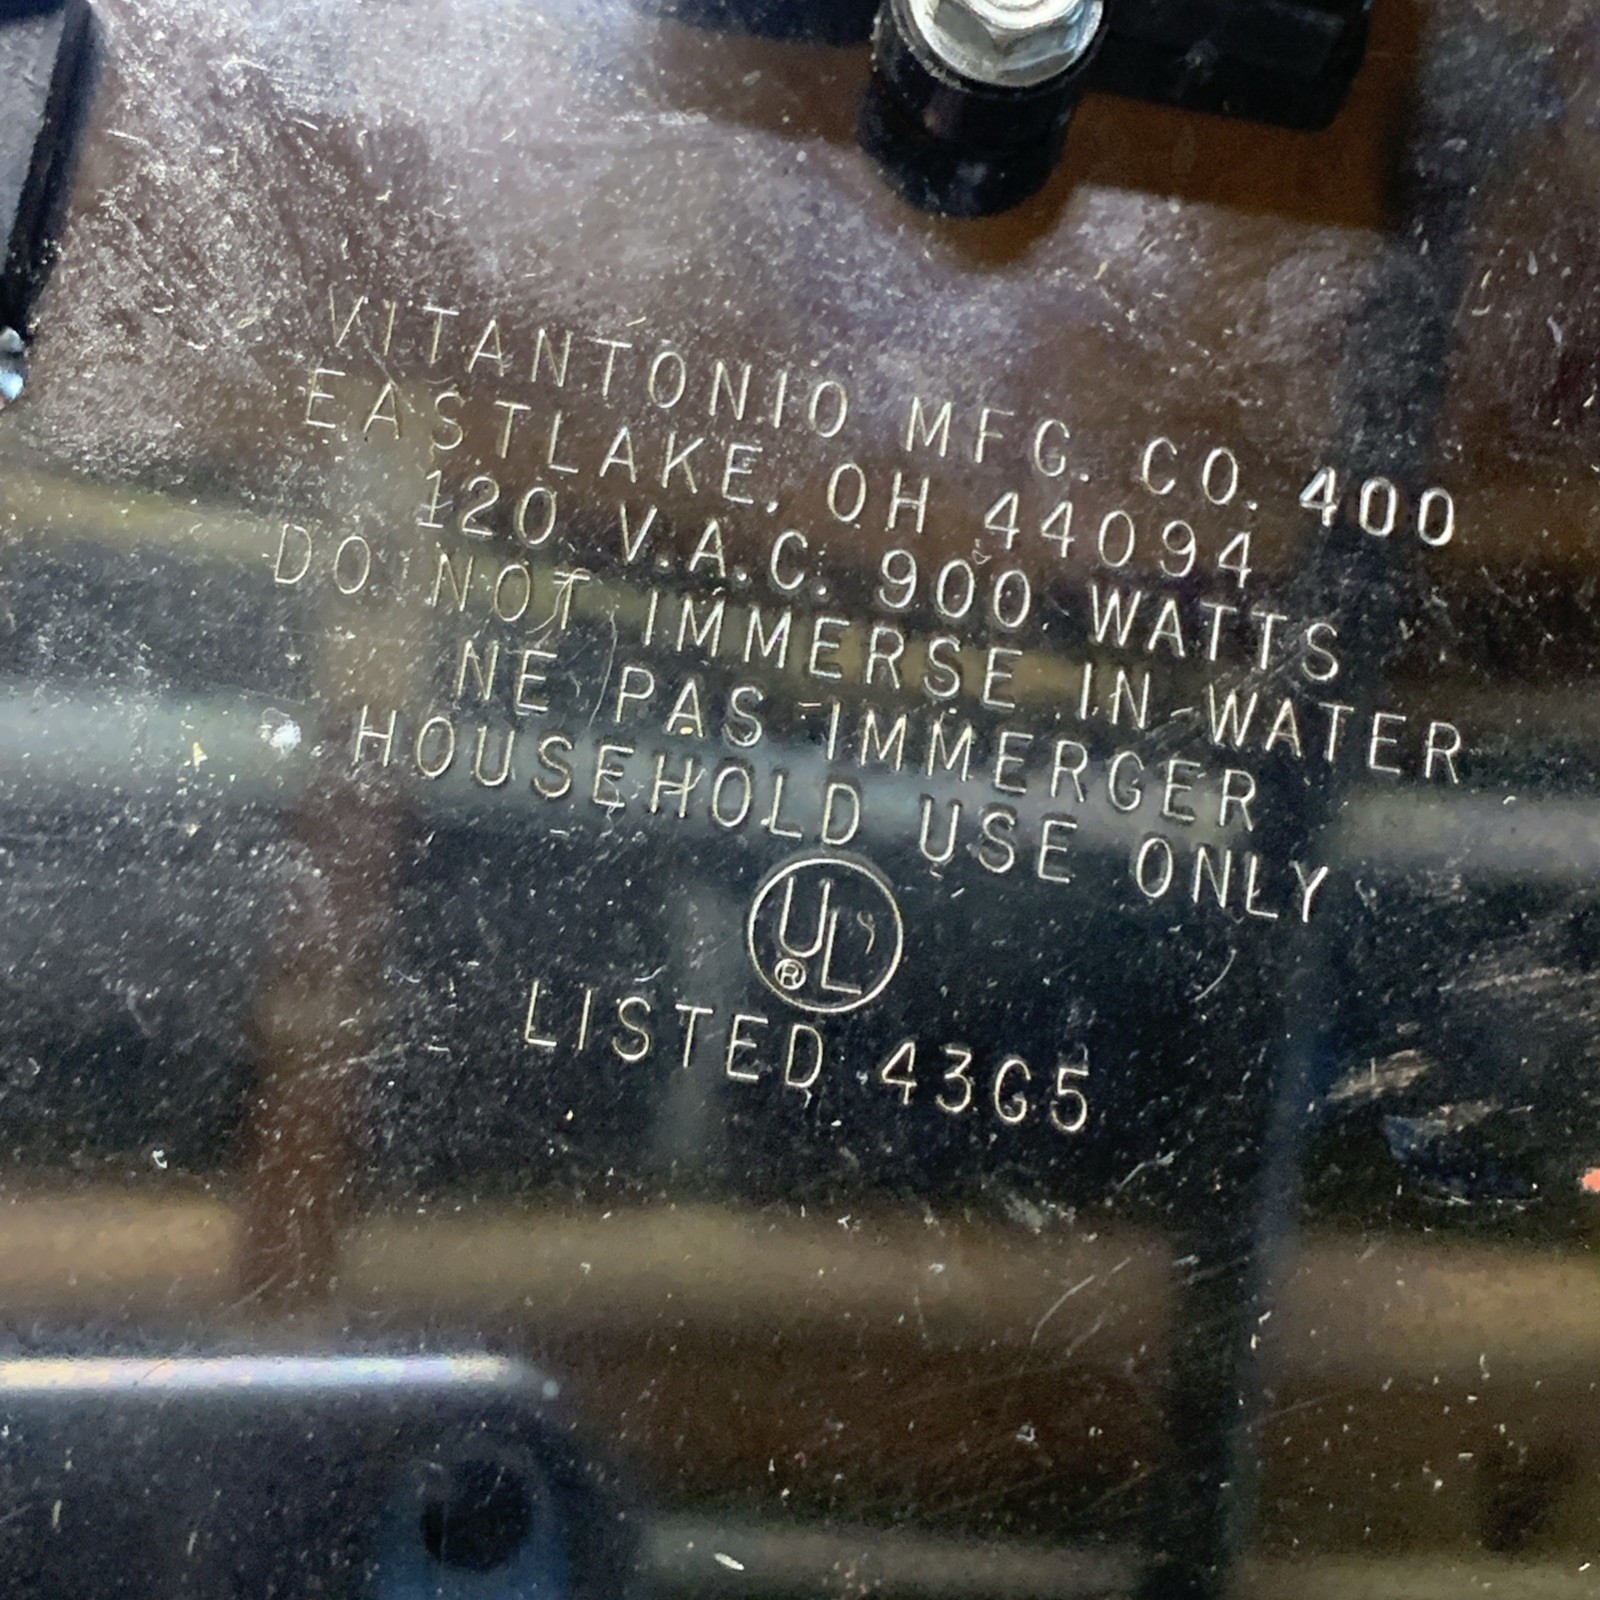 VITANTONIO MFG. CO. 400
EASTLAKE, OH 44094
120 V.A.C. 900 WATTS
DO NOT IMMERSE IN WATER
NE PAS IMMERGER
HOUSEHOLD USE ONLY
UL ®
LISTED 43G5